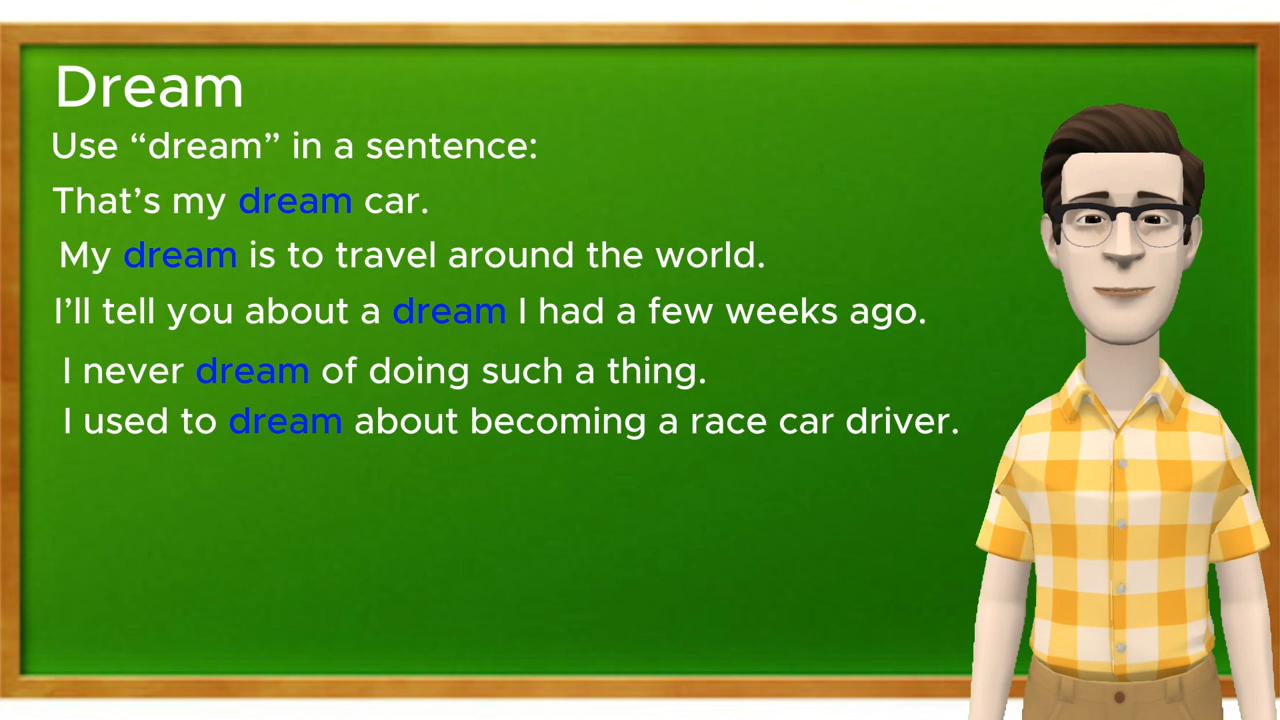 Dream
Use “dream” in a sentence:
That’s my dream car.
My dream is to travel around the world.
I’ll tell you about a dream I had a few weeks ago.
I never dream of doing such a thing.
I used to dream about becoming a race car driver.